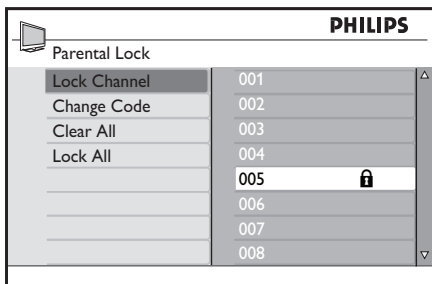 PHILIPS
Parental Lock
Lock Channel
Change Code
Clear All
Lock All
001
002
003
004
005
006
007
008